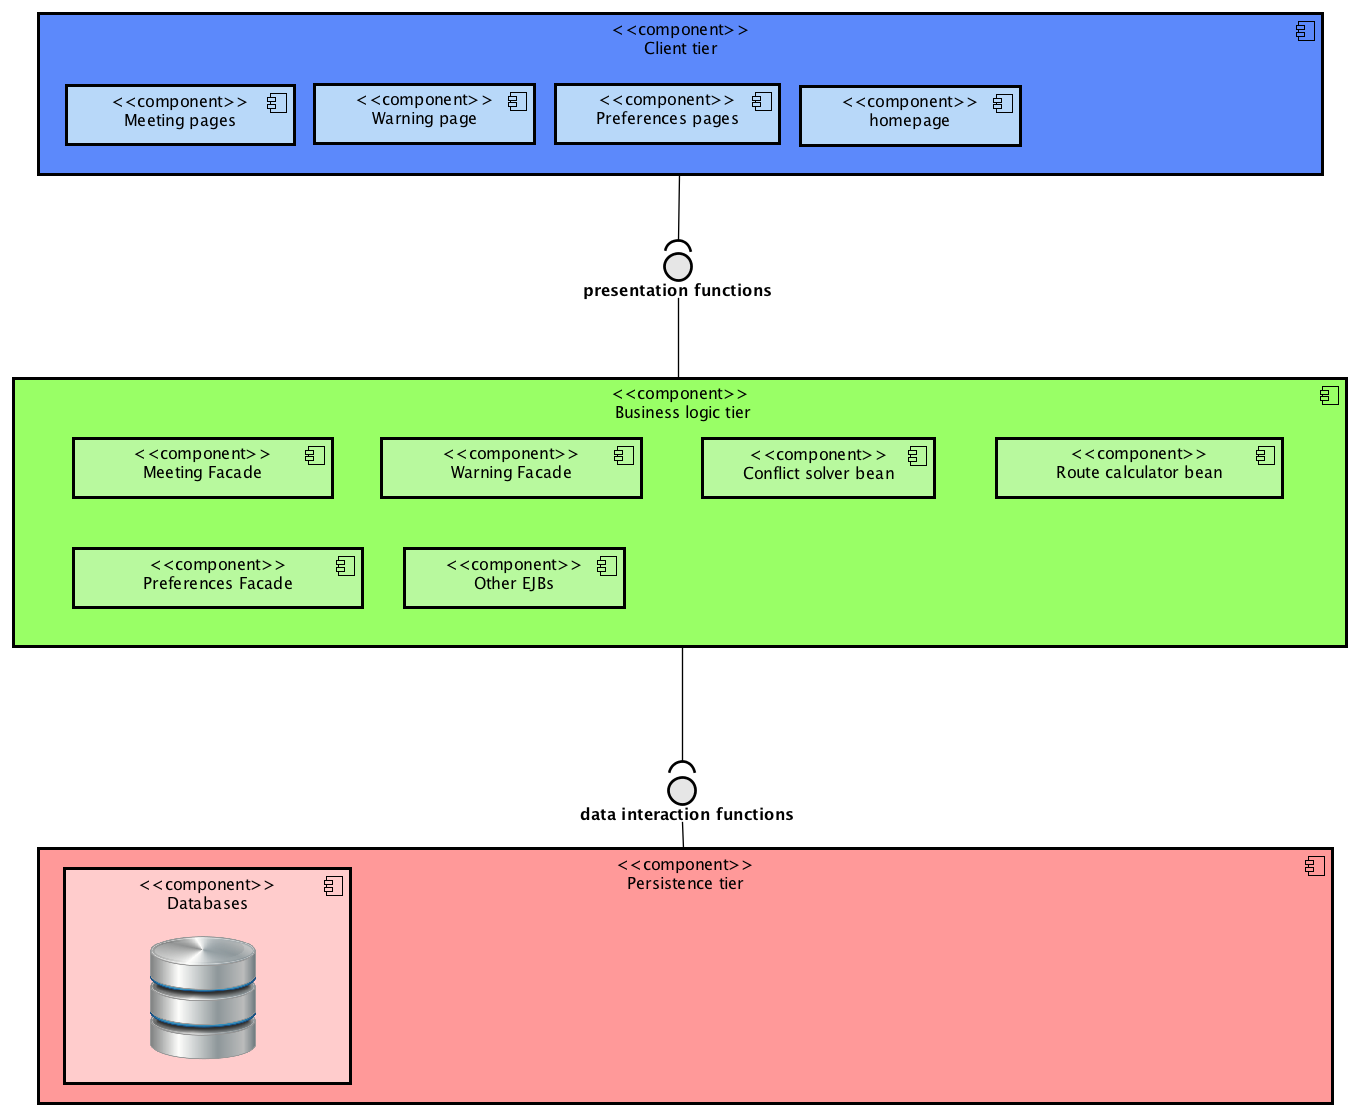 <<component>>
Client tier
<<component>>
Meeting pages
<<component>>
Warning page
<<component>>
Preferences pages
<<component>>
homepage
presentation functions
<<component>>
Business logic tier
<<component>>
Meeting Facade
<<component>>
Warning Facade
<<component>>
Conflict solver bean
<<component>>
Route calculator bean
<<component>>
Preferences Facade
<<component>>
Other EJBs
data interaction functions
<<component>>
Persistence tier
<<component>>
Databases